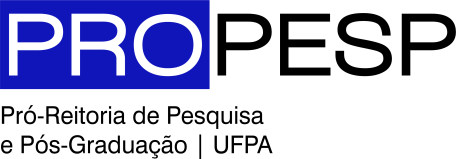 PROPESP
Pró-Reitoria de Pesquisa
e Pós-Graduação | UFPA